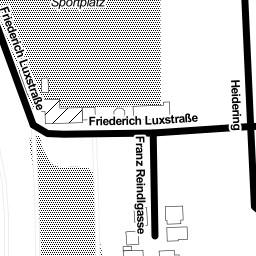 Sportplatz
Friederich Luxstraße
Friederich Luxstraße
Heidering
Franz Reindlgasse